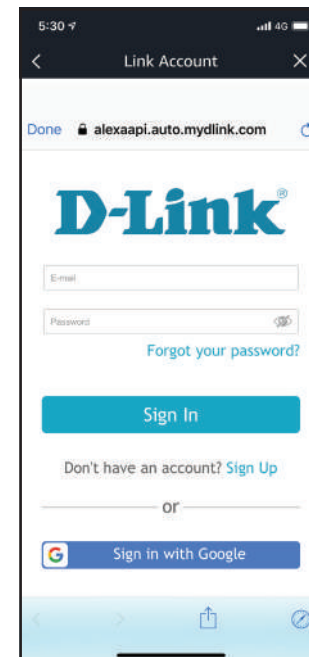 5:30 4G
Link Account
Done alexaapi.auto.mydlink.com
D-Link®
E-mail
Password
Forgot your password?
Sign In
Don't have an account? Sign Up
or
G Sign in with Google